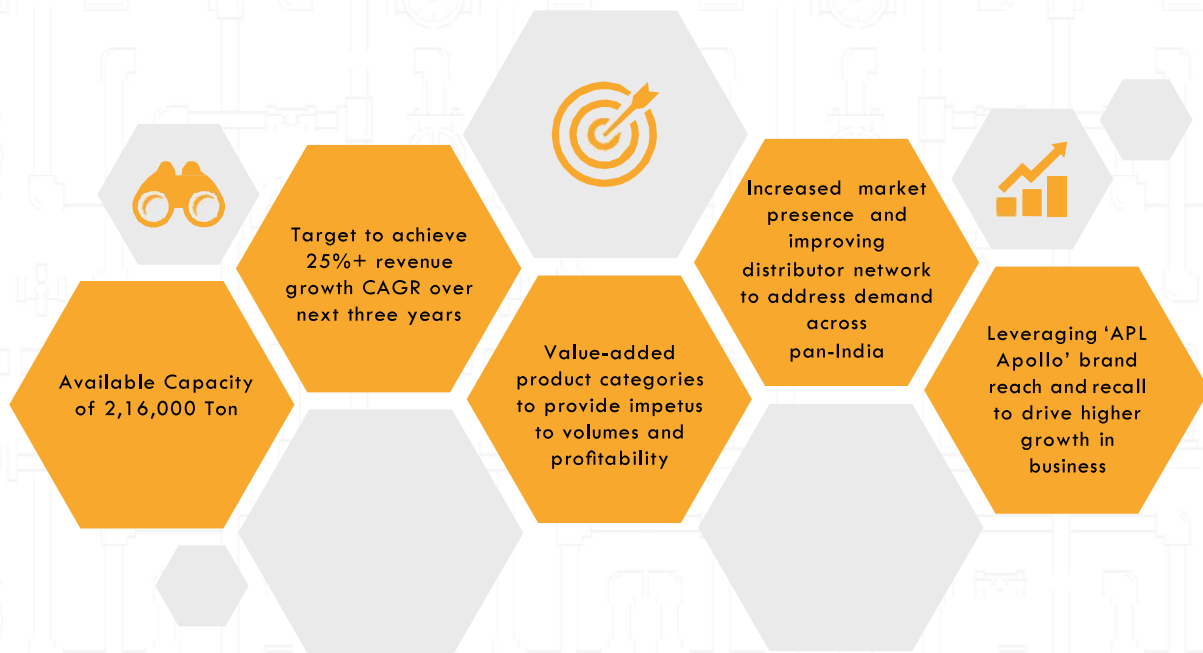 Available Capacity
of 2,16,000 Ton
Target to achieve
25%+ revenue
growth CAGR over
next three years
Value-added
product categories
to provide impetus
to volumes and
profitability
Increased market
presence and
improving
distributor network
to address demand
across
pan-India
Leveraging ‘APL
Apollo’ brand
reach and recall
to drive higher
growth in
business